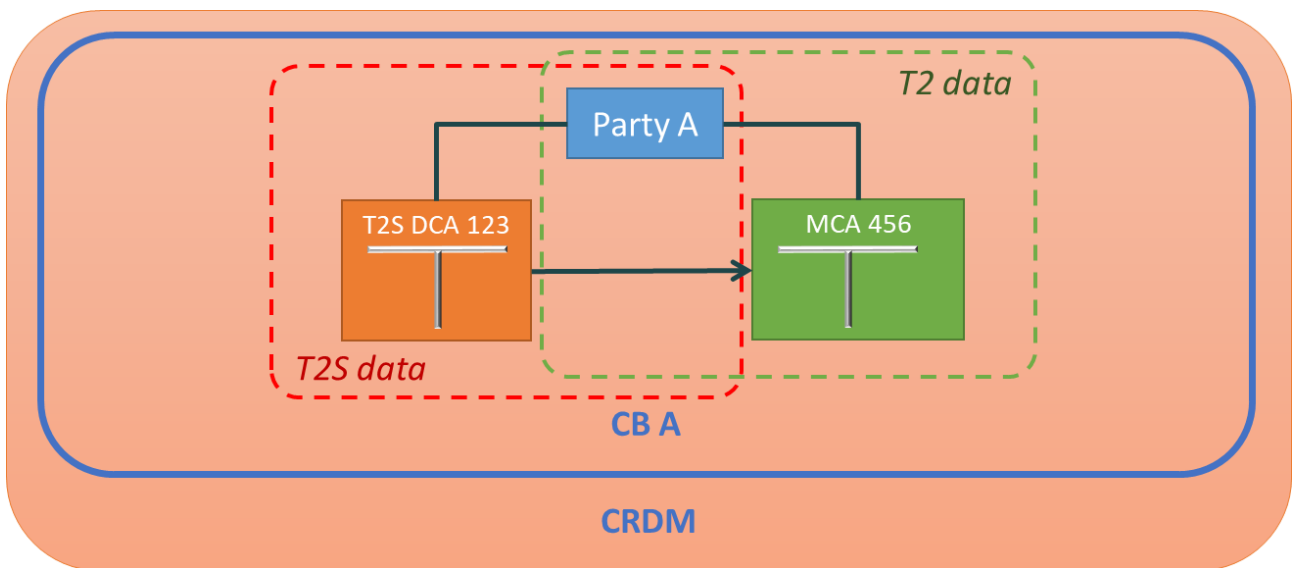 T2 data
Party A
T2S DCA 123
MCA 456
T2S data
CB A
CRDM